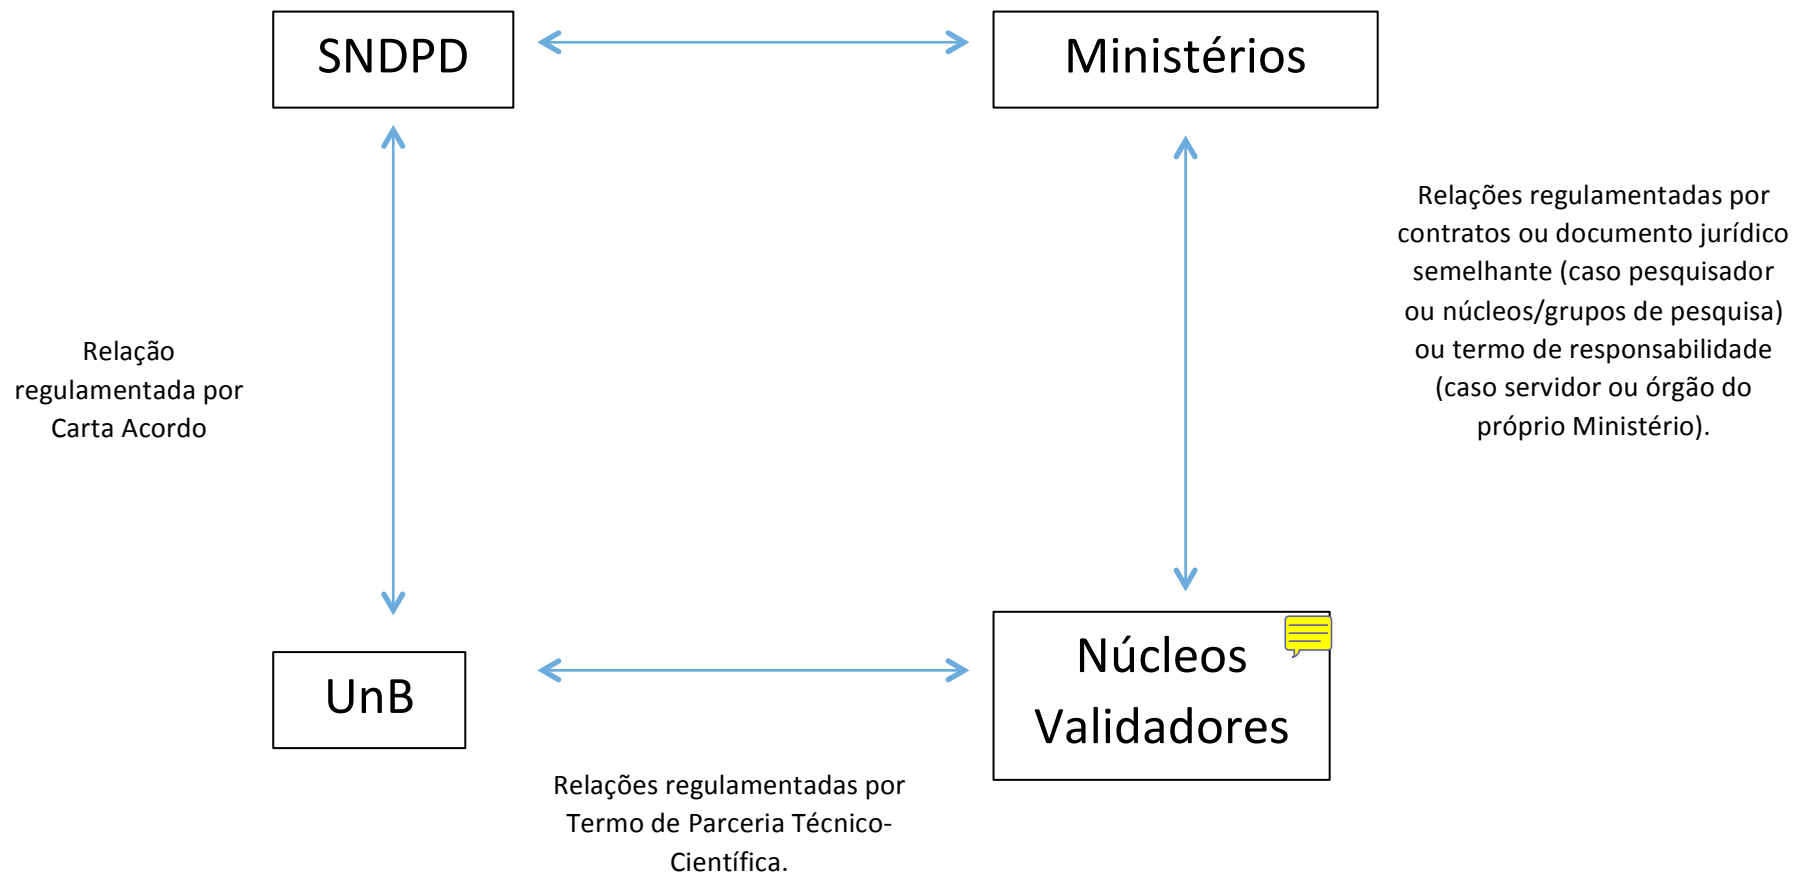 SNDPD
Ministérios
Relações regulamentadas por
contratos ou documento jurídico
semelhante (caso pesquisador
ou núcleos/grupos de pesquisa)
ou termo de responsabilidade
(caso servidor ou órgão do
próprio Ministério).
Relação
regulamentada por
Carta Acordo
UnB
Núcleos
Validadores
Relações regulamentadas por
Termo de Parceria Técnico-
Científica.